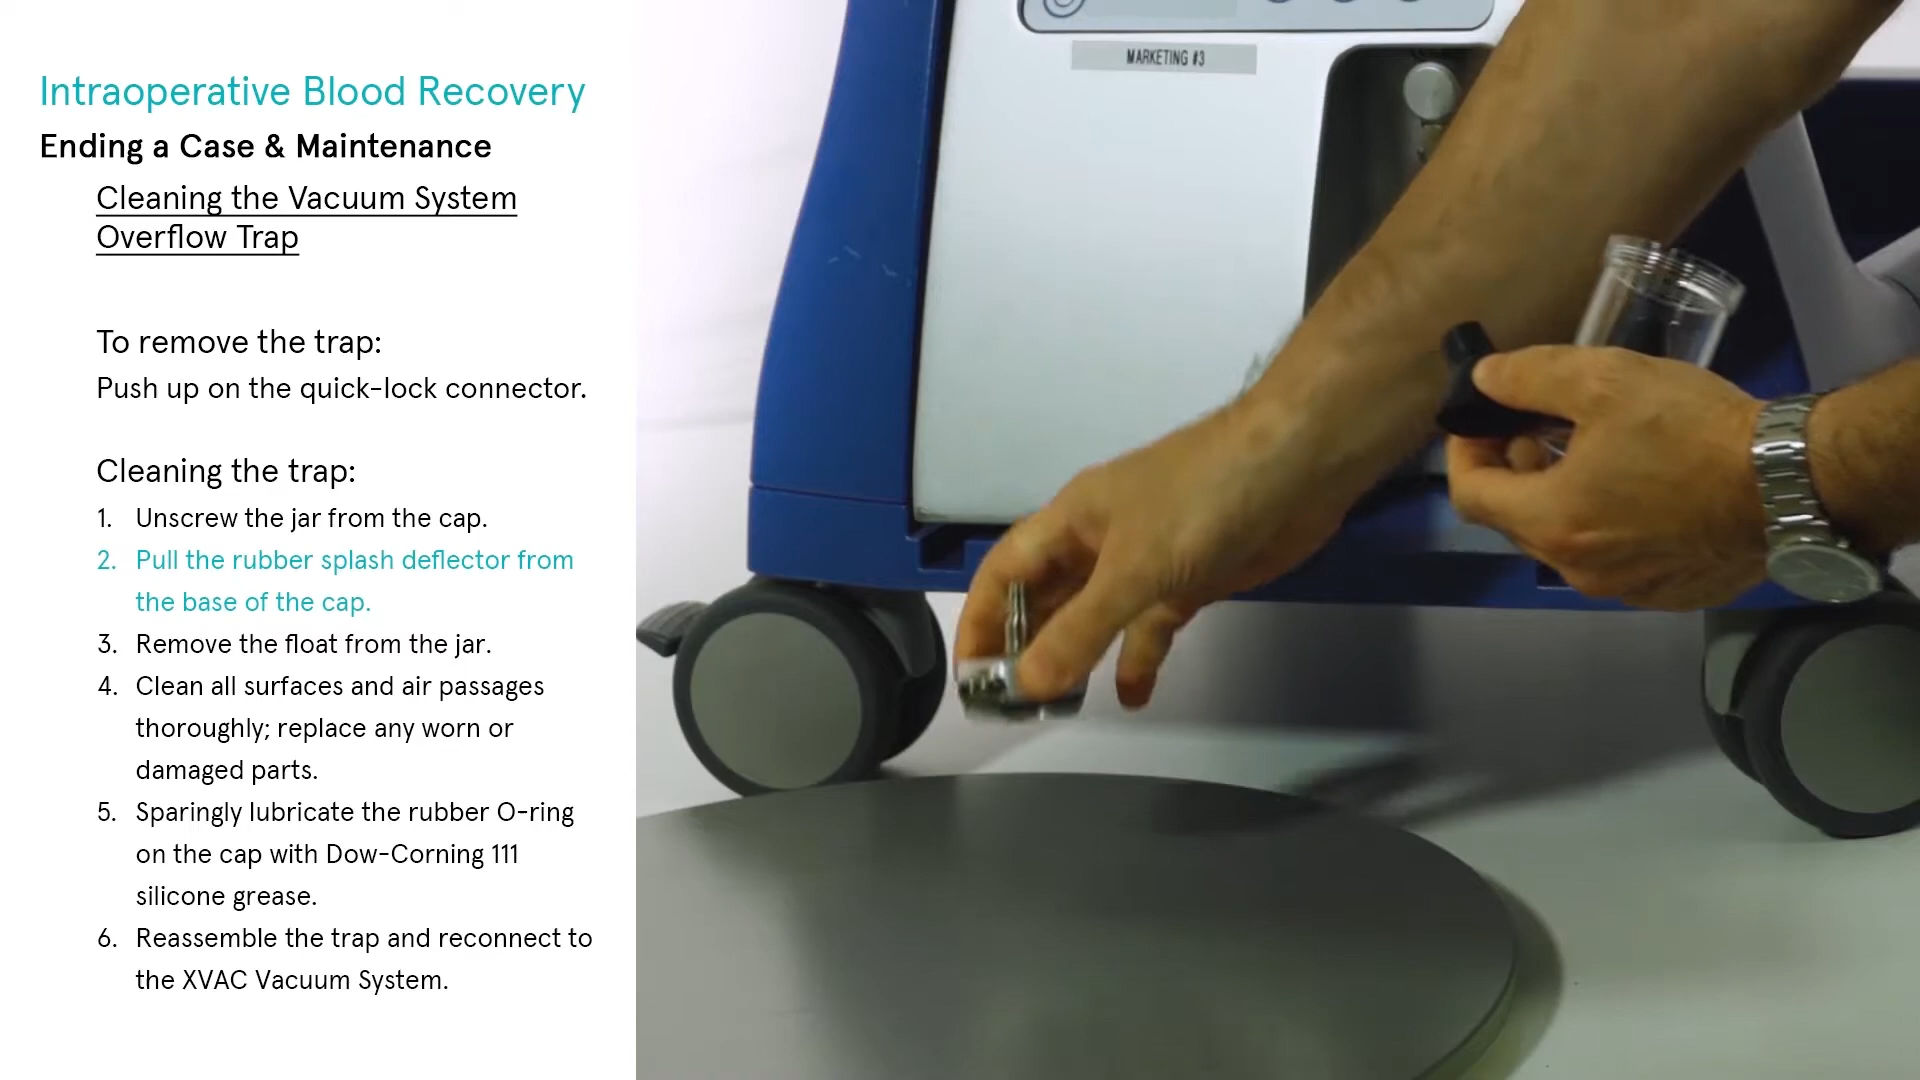 Intraoperative Blood Recovery
Ending a Case & Maintenance
Cleaning the Vacuum System
Overflow Trap
To remove the trap:
Push up on the quick-lock connector.
Cleaning the trap:
1. Unscrew the jar from the cap.
2. Pull the rubber splash deflector from
the base of the cap.
3. Remove the float from the jar.
4. Clean all surfaces and air passages
thoroughly; replace any worn or
damaged parts.
5. Sparingly lubricate the rubber O-ring
on the cap with Dow-Corning 111
silicone grease.
6. Reassemble the trap and reconnect to
the XVAC Vacuum System.
MARKETING #3